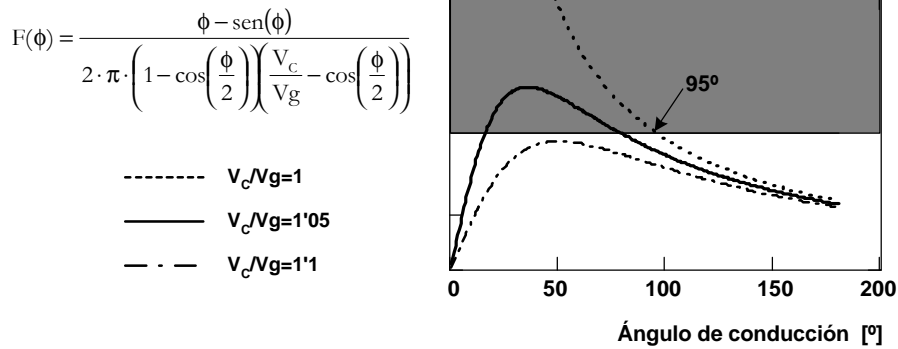 F(ϕ) = (ϕ − sen(ϕ)) / (2 · π · (1 − cos(ϕ/2))(V_C/Vg − cos(ϕ/2)))
95º
V_C/Vg=1
V_C/Vg=1'05
V_C/Vg=1'1
0 50 100 150 200
Ángulo de conducción [º]